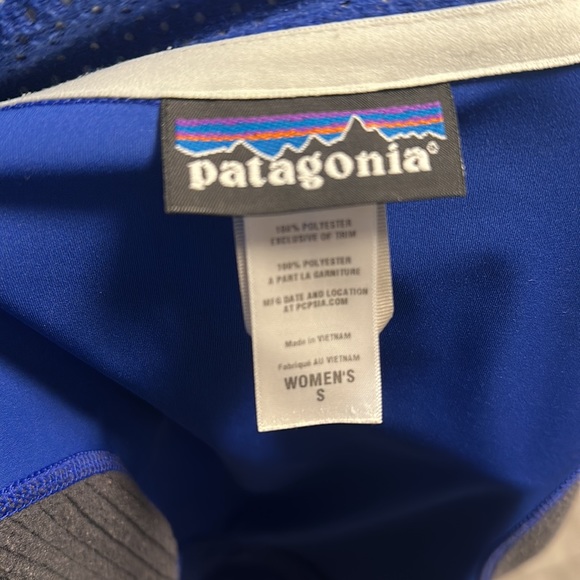 patagonia®
100% POLYESTER
EXCLUSIVE OF TRIM
100% POLYESTER
A PART LA GARNITURE
MFG DATE AND LOCATION
AT PCPSIA.COM
Made in VIETNAM
Fabriqué AU VIETNAM
WOMEN'S
S